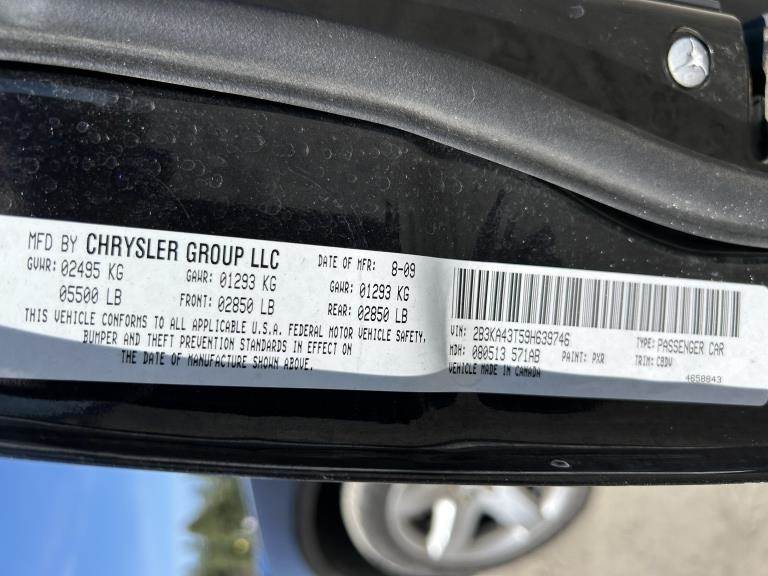 MFD BY CHRYSLER GROUP LLC DATE OF MFR: 8-09
GVWR: 02495 KG GAWR: 01293 KG GAWR: 01293 KG
05500 LB FRONT: 02850 LB REAR: 02850 LB
THIS VEHICLE CONFORMS TO ALL APPLICABLE U.S.A. FEDERAL MOTOR VEHICLE SAFETY,
BUMPER AND THEFT PREVENTION STANDARDS IN EFFECT ON
THE DATE OF MANUFACTURE SHOWN ABOVE.
VIN: 2B3KA43T59H639746 TYPE: PASSENGER CAR
MDH: 080513 571AB PAINT: PXR TRIM: C9DV
VEHICLE MADE IN CANADA 4658843